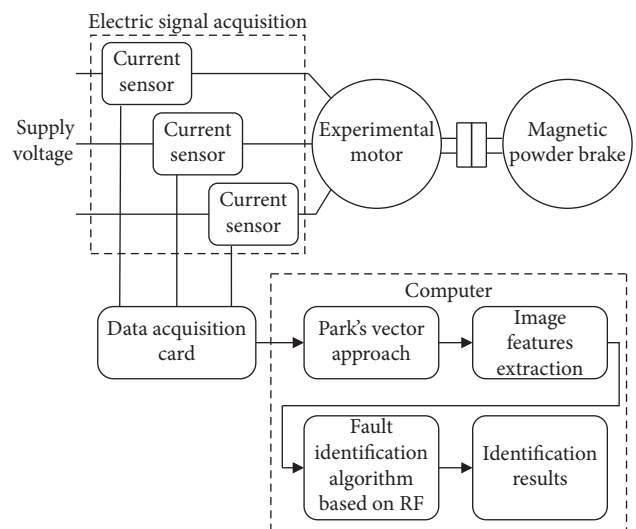 Electric signal acquisition
Current
sensor
Supply
voltage
Current
sensor
Current
sensor
Experimental
motor
Magnetic
powder brake
Data acquisition
card
Computer
Park's vector
approach
Image
features
extraction
Fault
identification
algorithm
based on RF
Identification
results